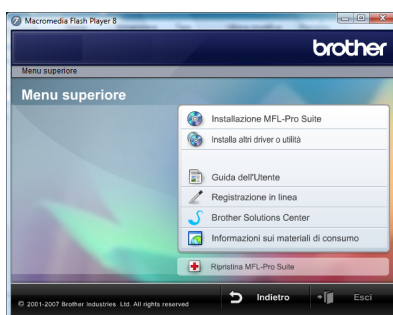 Macromedia Flash Player 8
brother
Menu superiore
Menu superiore
Installazione MFL-Pro Suite
Installa altri driver o utilità
Guida dell'Utente
Registrazione in linea
Brother Solutions Center
Informazioni sui materiali di consumo
Ripristina MFL-Pro Suite
© 2001-2007 Brother Industries Ltd. All rights reserved
Indietro
Esci